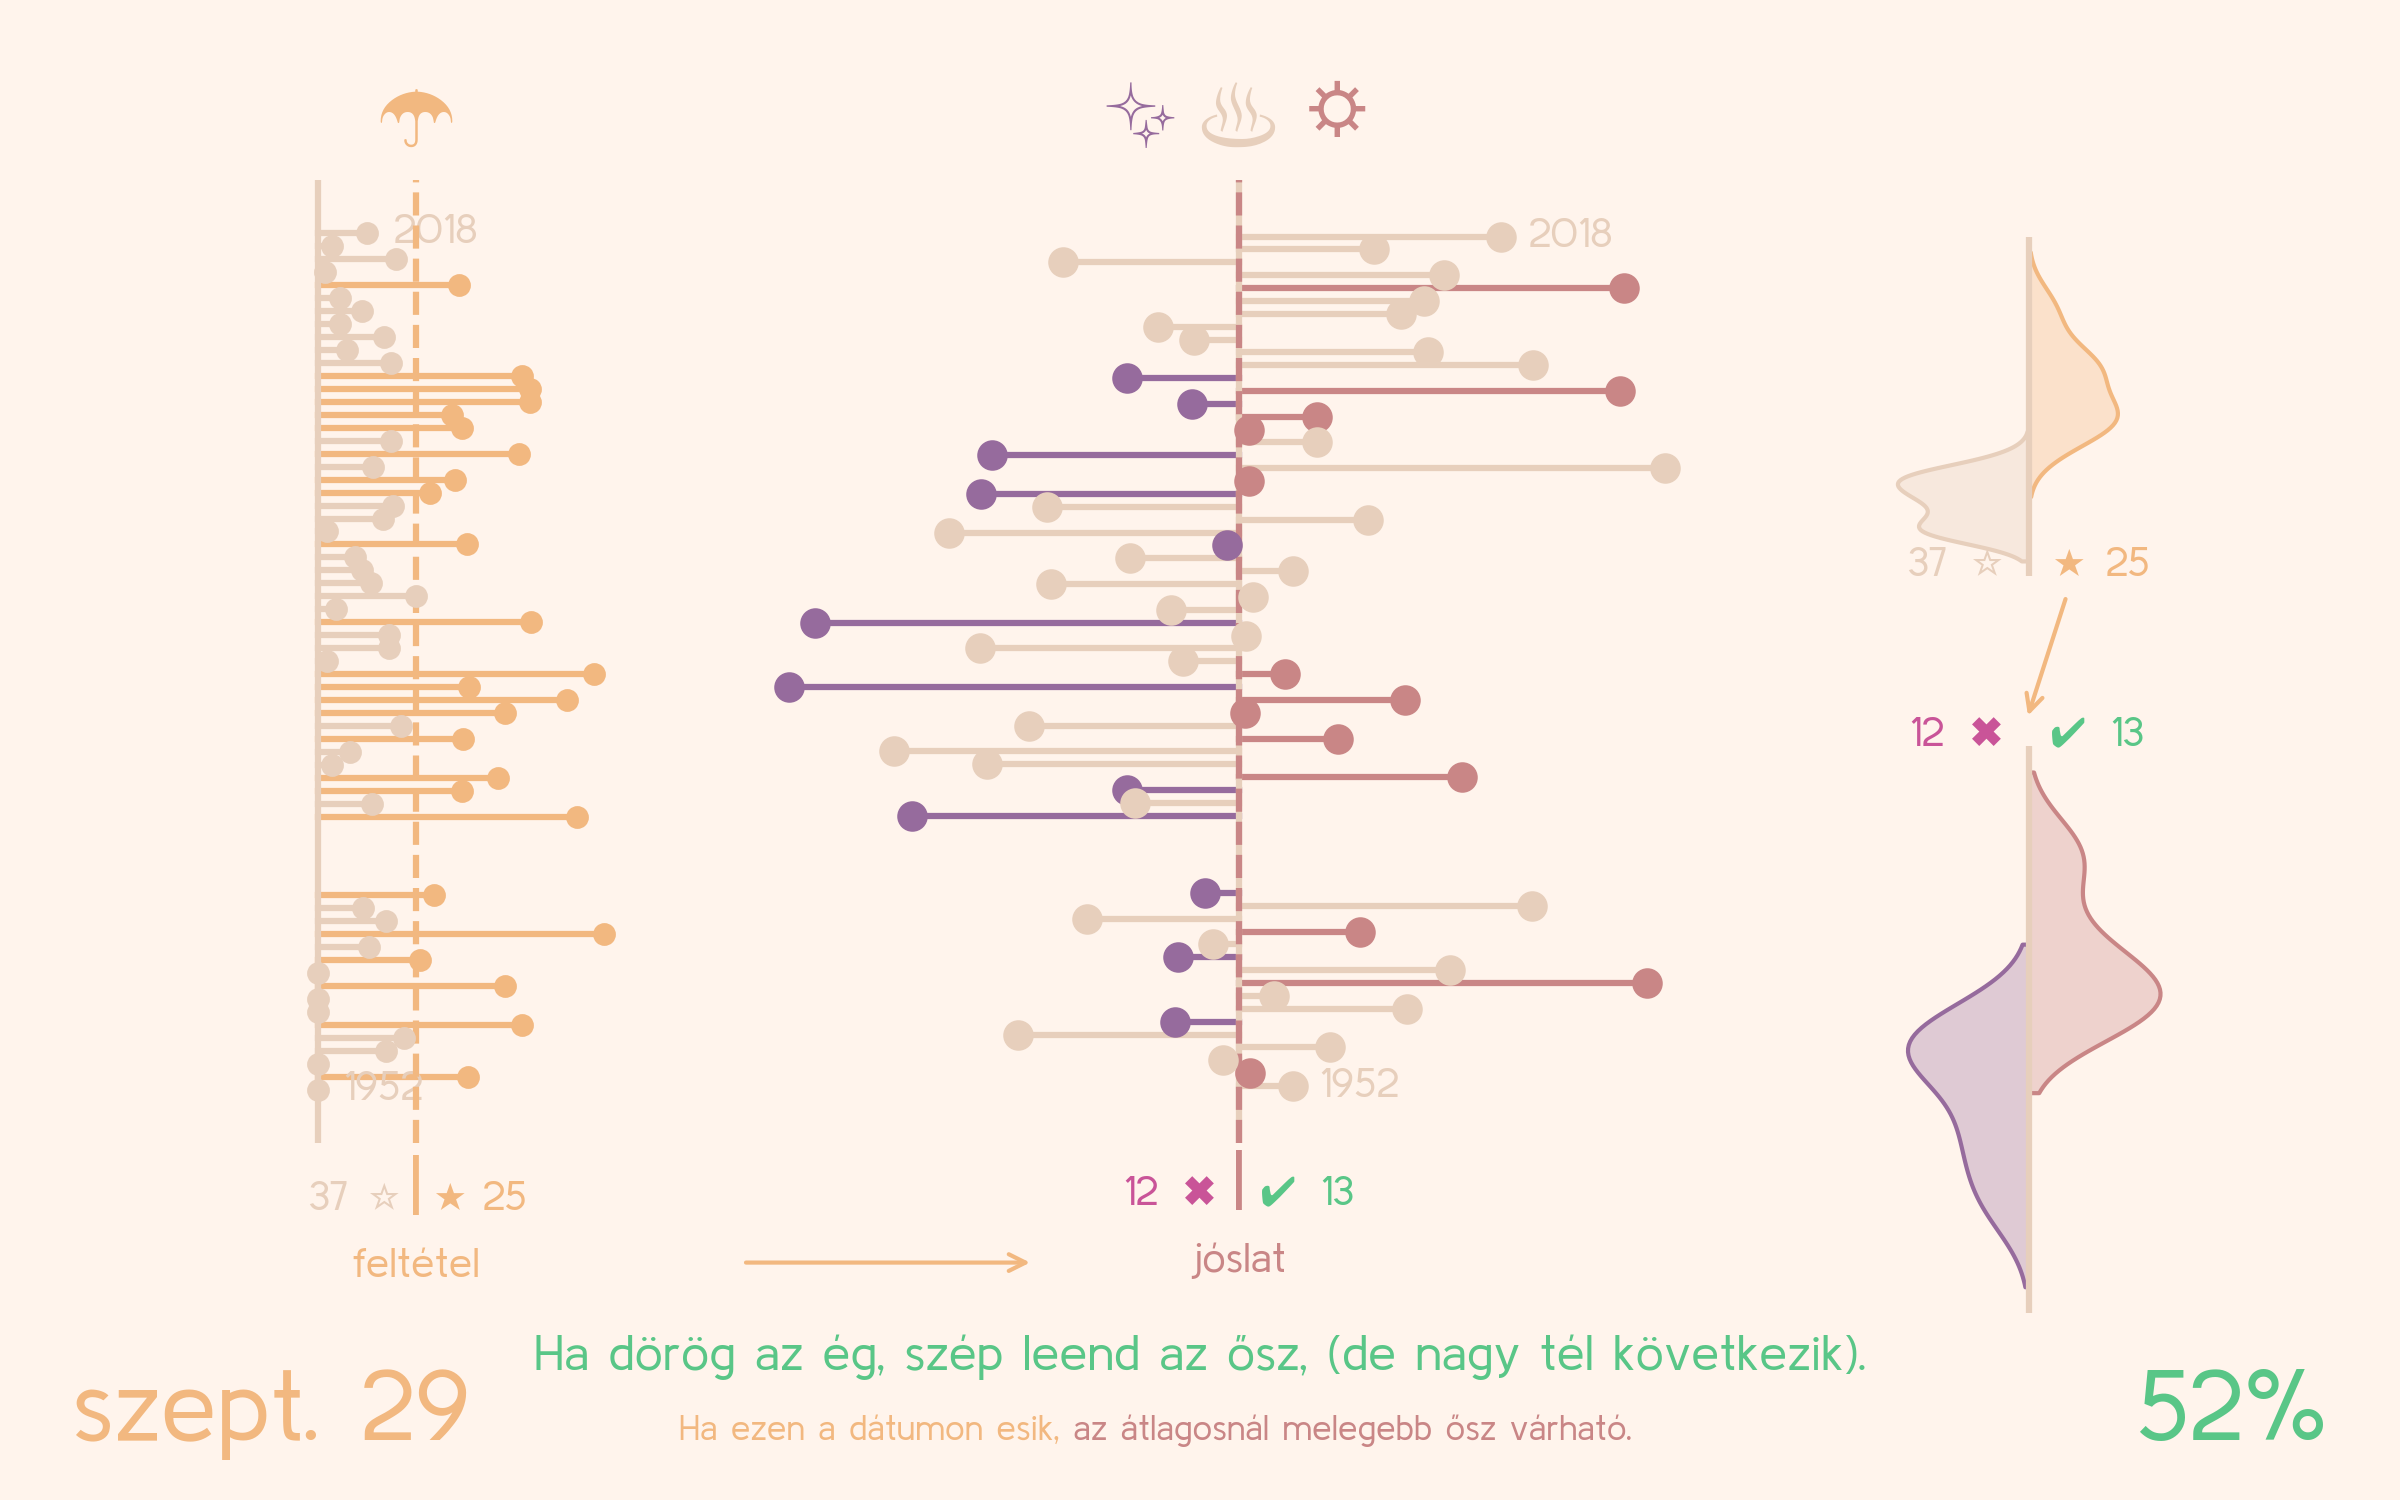 2018
2018
37 ☆ ★ 25
12 ✖ ✔ 13
1952
1952
37 ☆ ★ 25
12 ✖ ✔ 13
feltétel
jóslat
Ha dörög az ég, szép leend az ősz, (de nagy tél következik).
szept. 29
52%
Ha ezen a dátumon esik, az átlagosnál melegebb ősz várható.